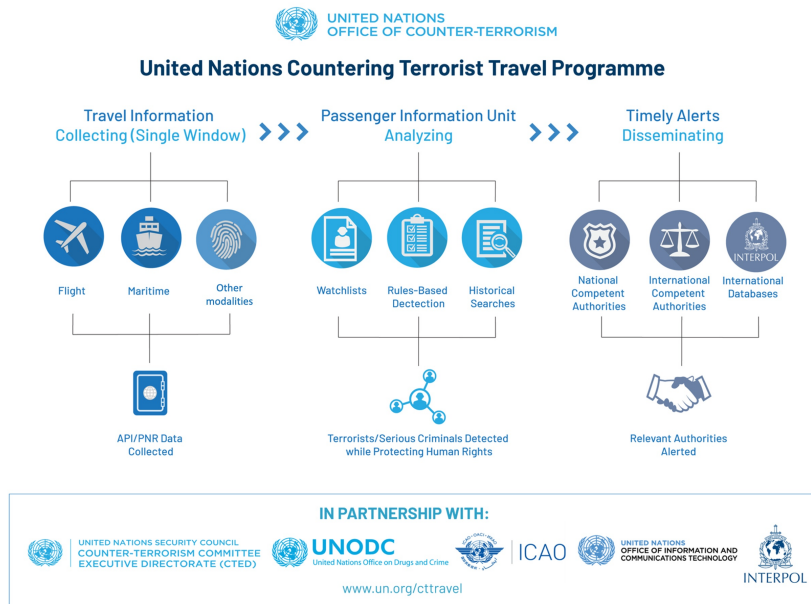 UNITED NATIONS
OFFICE OF COUNTER-TERRORISM
United Nations Countering Terrorist Travel Programme
Travel Information
Collecting (Single Window)
Passenger Information Unit
Analyzing
Timely Alerts
Disseminating
INTERPOL
Flight
Maritime
Other
modalities
Watchlists
Rules-Based
Dectection
Historical
Searches
National
Competent
Authorities
International
Competent
Authorities
International
Databases
API/PNR Data
Collected
Terrorists/Serious Criminals Detected
while Protecting Human Rights
Relevant Authorities
Alerted
IN PARTNERSHIP WITH:
UNITED NATIONS SECURITY COUNCIL
COUNTER-TERRORISM COMMITTEE
EXECUTIVE DIRECTORATE (CTED)
UNODC
United Nations Office on Drugs and Crime
ICAO
UNITED NATIONS
OFFICE OF INFORMATION AND
COMMUNICATIONS TECHNOLOGY
INTERPOL
www.un.org/cttravel